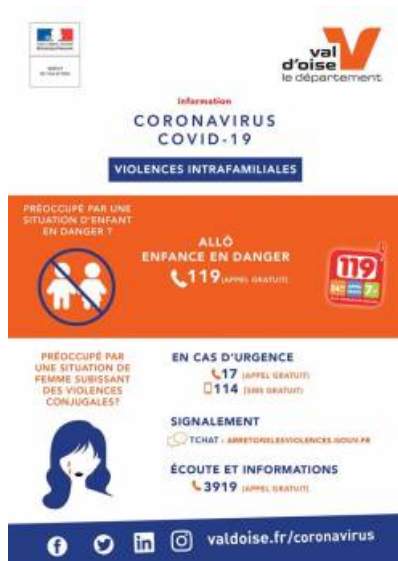 val
d'oise
le département
Information
CORONAVIRUS
COVID-19
VIOLENCES INTRAFAMILIALES
PRÉOCCUPÉ PAR UNE
SITUATION D'ENFANT
EN DANGER ?
ALLÔ
ENFANCE EN DANGER
119 (APPEL GRATUIT)
119
PRÉOCCUPÉ PAR
UNE SITUATION DE
FEMME SUBISSANT
DES VIOLENCES
CONJUGALES?
EN CAS D'URGENCE
17 (APPEL GRATUIT)
114 (SMS GRATUIT)
SIGNALEMENT
TCHAT : ARRETONSLESVIOLENCES.GOUV.FR
ÉCOUTE ET INFORMATIONS
3919 (APPEL GRATUIT)
valdoise.fr/coronavirus